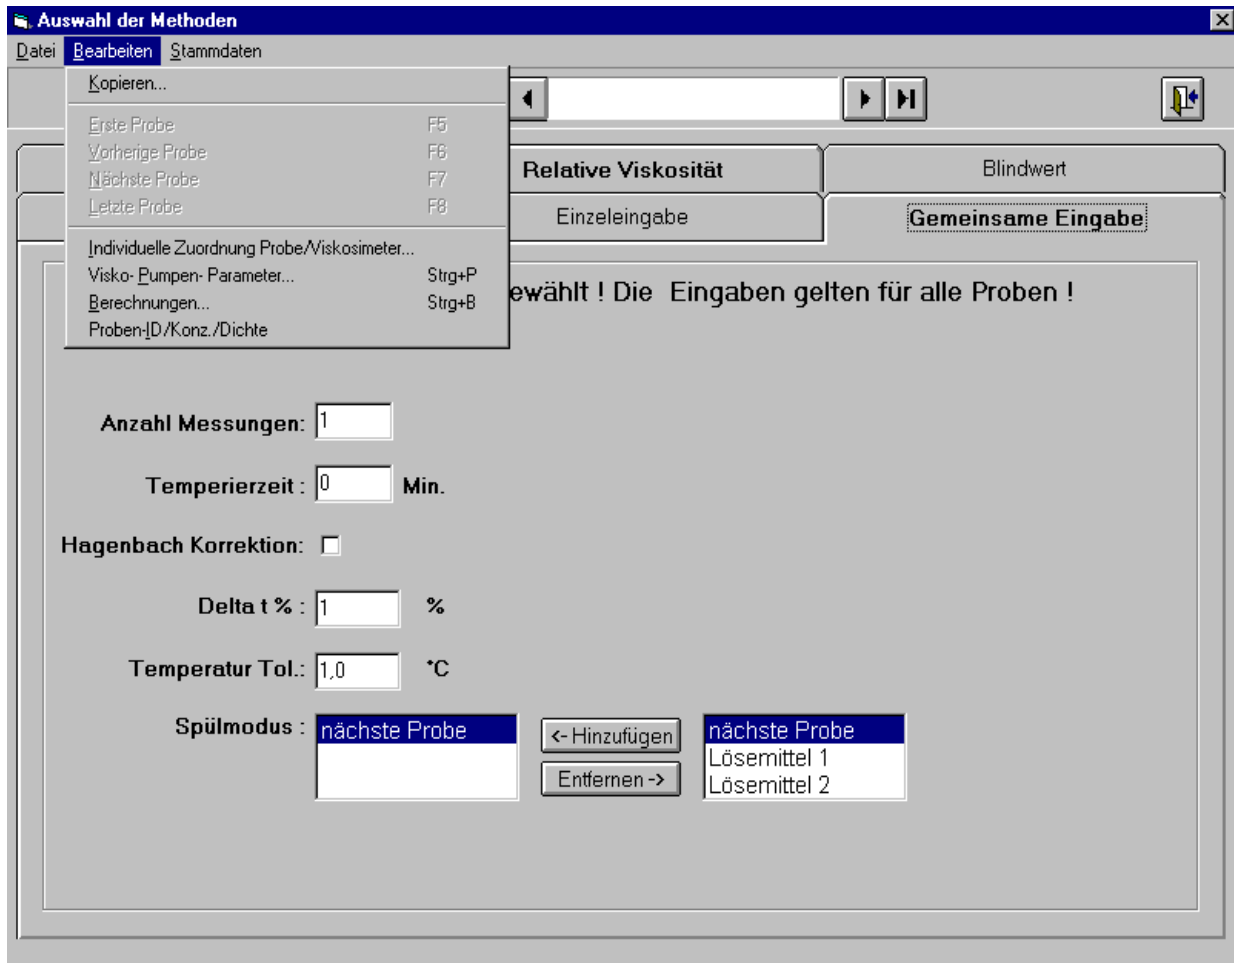 Auswahl der Methoden
Datei Bearbeiten Stammdaten
Kopieren...
Erste Probe F5
Vorherige Probe F6
Nächste Probe F7
Letzte Probe F8
Individuelle Zuordnung Probe/Viskosimeter...
Visko- Pumpen- Parameter... Strg+P
Berechnungen... Strg+B
Proben-ID/Konz./Dichte
Relative Viskosität
Blindwert
Einzeleingabe
Gemeinsame Eingabe
ewählt ! Die Eingaben gelten für alle Proben !
Anzahl Messungen: 1
Temperierzeit : 0 Min.
Hagenbach Korrektion:
Delta t % : 1 %
Temperatur Tol.: 1,0 °C
Spülmodus : nächste Probe
<- Hinzufügen
Entfernen ->
nächste Probe
Lösemittel 1
Lösemittel 2